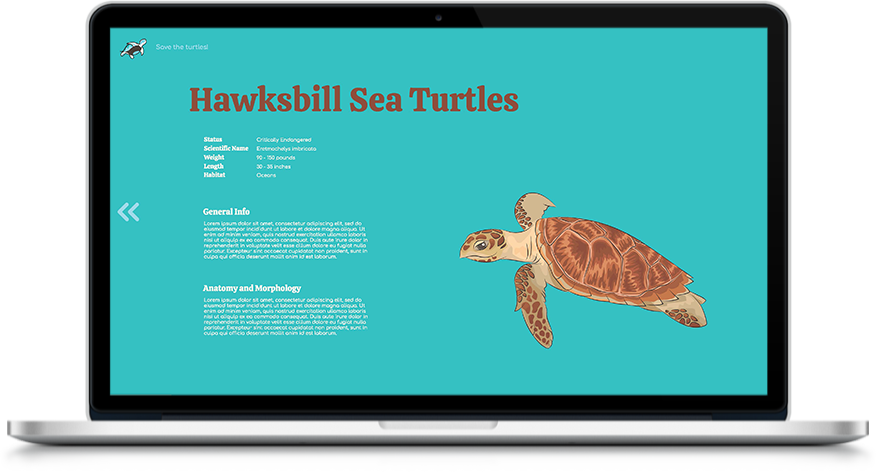 Save the turtles!
Hawksbill Sea Turtles
Status Critically Endangered
Scientific Name Eretmochelys imbricata
Weight 90 - 150 pounds
Length 30 - 35 inches
Habitat Oceans
General Info
Lorem ipsum dolor sit amet, consectetur adipiscing elit, sed do
eiusmod tempor incid dunt ut labore et dolore magna aliqua. Ut
enim ad minim veniam, quis nostrud exercitation ullamco laboris
nisi ut aliquip ex ea commodo consequat. Duis aute irure dolor in
reprehenderit in voluptate velit esse cillum dolore eu fugiat nulla
pariatur. Excepteur sint occaecat cupidatat non proident, sunt in
culpa qui officia deserunt mollit anim id est laborum.
Anatomy and Morphology
Lorem ipsum dolor sit amet, consectetur adipiscing elit, sed do
eiusmod tempor incid dunt ut labore et dolore magna aliqua. Ut
enim ad minim veniam, quis nostrud exercitation ullamco laboris
nisi ut aliquip ex ea commodo consequat. Duis aute irure dolor in
reprehenderit in voluptate velit esse cillum dolore eu fugiat nulla
pariatur. Excepteur sint occaecat cupidatat non proident, sunt in
culpa qui officia deserunt mollit anim id est laborum.